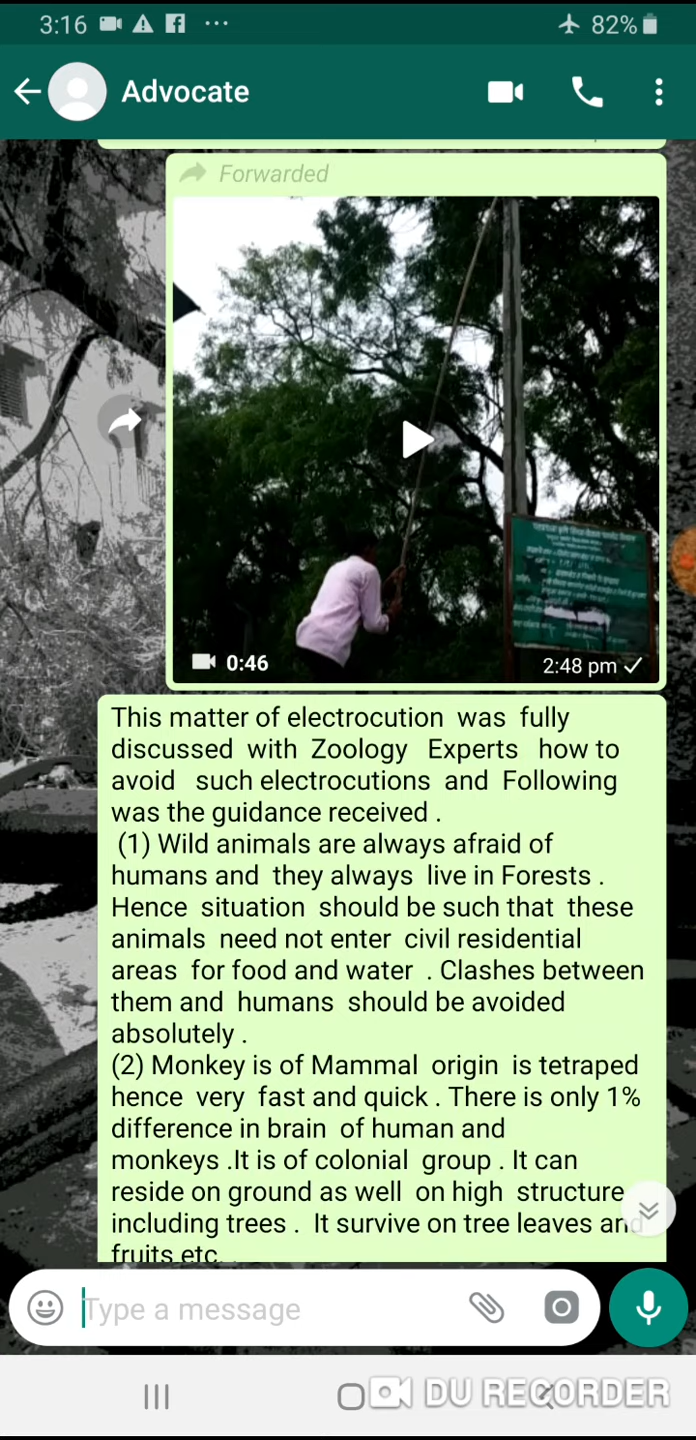 3:16
82%
Advocate
Forwarded
0:46
2:48 pm
This matter of electrocution was fully
discussed with Zoology Experts how to
avoid such electrocutions and Following
was the guidance received .
(1) Wild animals are always afraid of
humans and they always live in Forests .
Hence situation should be such that these
animals need not enter civil residential
areas for food and water . Clashes between
them and humans should be avoided
absolutely .
(2) Monkey is of Mammal origin is tetraped
hence very fast and quick . There is only 1%
difference in brain of human and
monkeys .It is of colonial group . It can
reside on ground as well on high structure
including trees . It survive on tree leaves and
fruits etc. .
Type a message
DU RECORDER